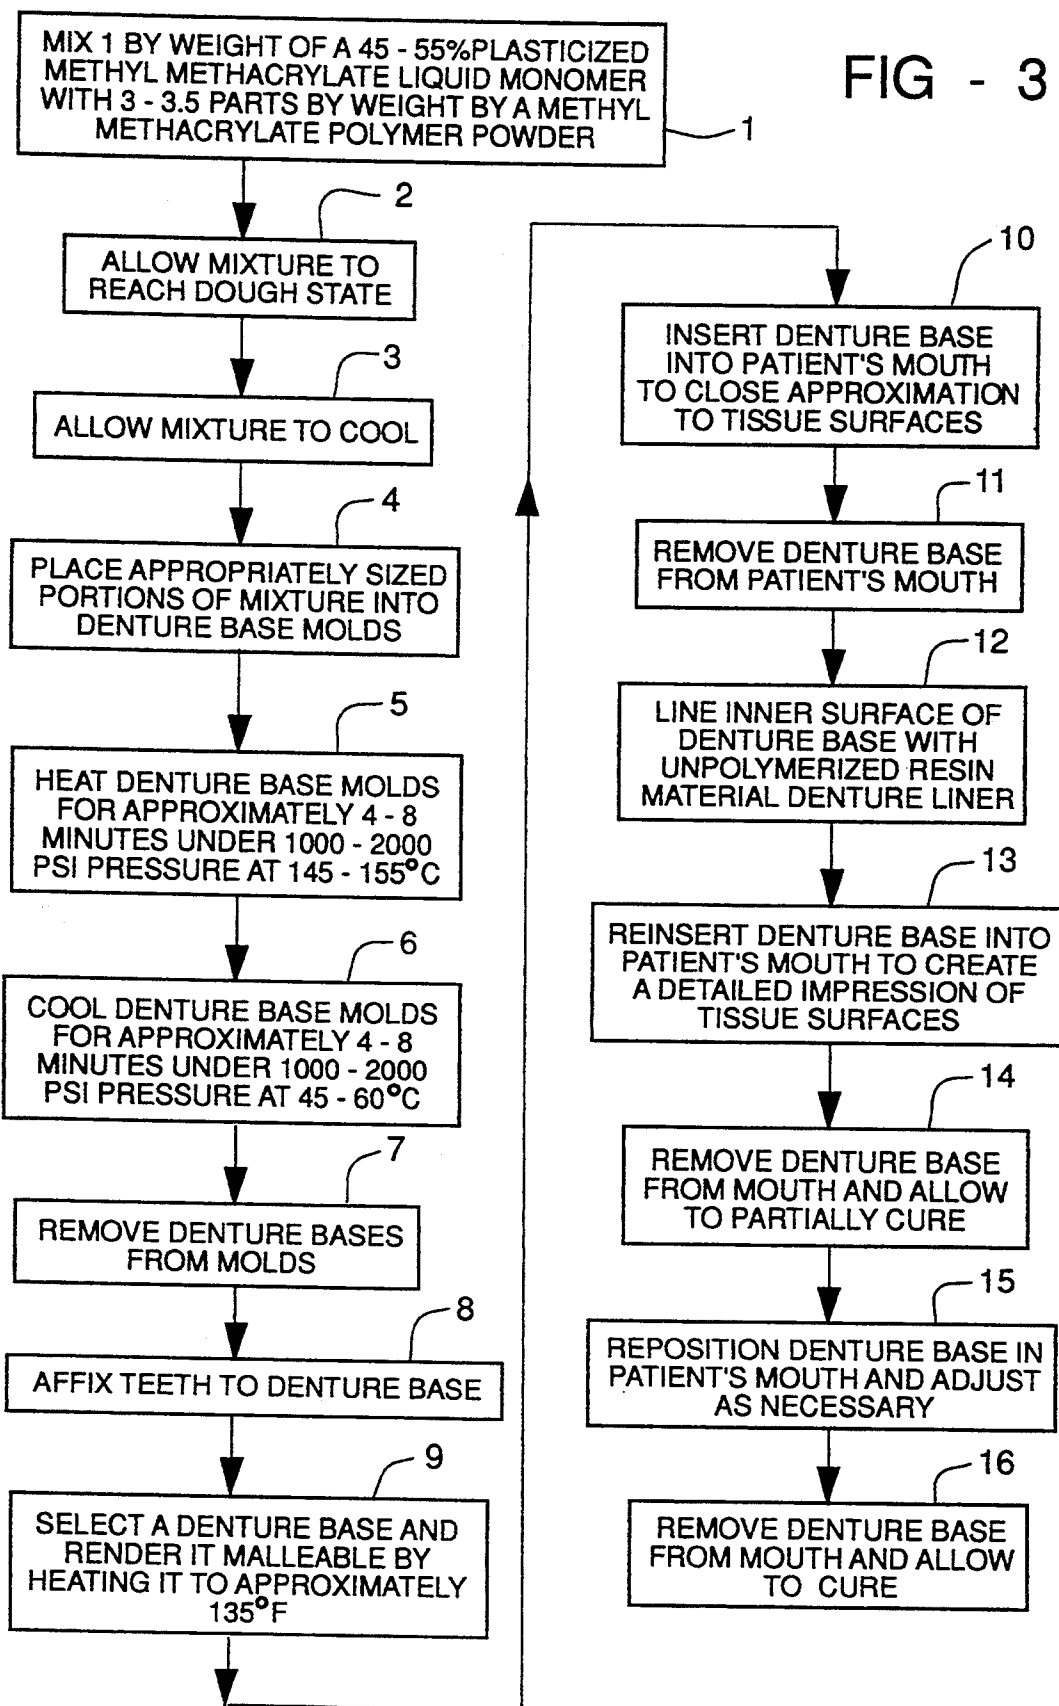 FIG - 3
MIX 1 BY WEIGHT OF A 45 - 55%PLASTICIZED
METHYL METHACRYLATE LIQUID MONOMER
WITH 3 - 3.5 PARTS BY WEIGHT BY A METHYL
METHACRYLATE POLYMER POWDER
1
2
ALLOW MIXTURE TO
REACH DOUGH STATE
3
ALLOW MIXTURE TO COOL
4
PLACE APPROPRIATELY SIZED
PORTIONS OF MIXTURE INTO
DENTURE BASE MOLDS
5
HEAT DENTURE BASE MOLDS
FOR APPROXIMATELY 4 - 8
MINUTES UNDER 1000 - 2000
PSI PRESSURE AT 145 - 155°C
6
COOL DENTURE BASE MOLDS
FOR APPROXIMATELY 4 - 8
MINUTES UNDER 1000 - 2000
PSI PRESSURE AT 45 - 60°C
7
REMOVE DENTURE BASES
FROM MOLDS
8
AFFIX TEETH TO DENTURE BASE
9
SELECT A DENTURE BASE AND
RENDER IT MALLEABLE BY
HEATING IT TO APPROXIMATELY
135°F
10
INSERT DENTURE BASE
INTO PATIENT'S MOUTH
TO CLOSE APPROXIMATION
TO TISSUE SURFACES
11
REMOVE DENTURE BASE
FROM PATIENT'S MOUTH
12
LINE INNER SURFACE OF
DENTURE BASE WITH
UNPOLYMERIZED RESIN
MATERIAL DENTURE LINER
13
REINSERT DENTURE BASE INTO
PATIENT'S MOUTH TO CREATE
A DETAILED IMPRESSION OF
TISSUE SURFACES
14
REMOVE DENTURE BASE
FROM MOUTH AND ALLOW
TO PARTIALLY CURE
15
REPOSITION DENTURE BASE IN
PATIENT'S MOUTH AND ADJUST
AS NECESSARY
16
REMOVE DENTURE BASE
FROM MOUTH AND ALLOW
TO CURE